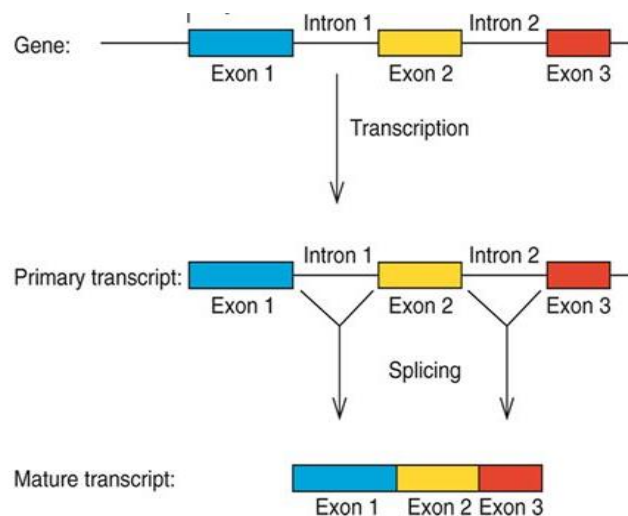 Gene:
Intron 1 Intron 2
Exon 1 Exon 2 Exon 3
Transcription
Primary transcript:
Intron 1 Intron 2
Exon 1 Exon 2 Exon 3
Splicing
Mature transcript:
Exon 1 Exon 2 Exon 3